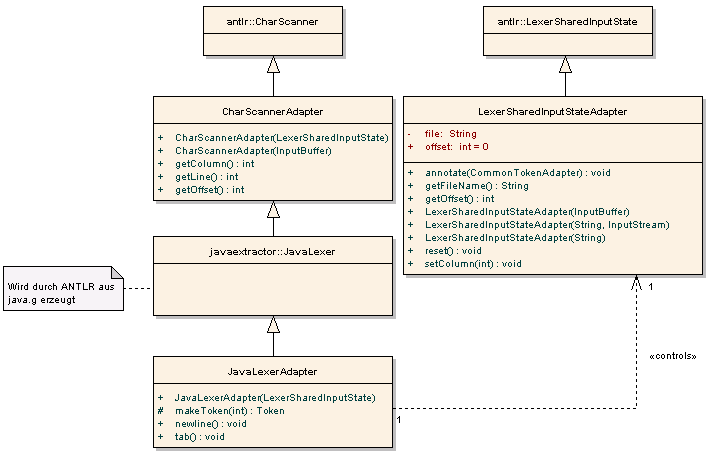 antlr::CharScanner
antlr::LexerSharedInputState
CharScannerAdapter
+ CharScannerAdapter(LexerSharedInputState)
+ CharScannerAdapter(InputBuffer)
+ getColumn() : int
+ getLine() : int
+ getOffset() : int
LexerSharedInputStateAdapter
- file: String
+ offset: int = 0
+ annotate(CommonTokenAdapter) : void
+ getFileName() : String
+ getOffset() : int
+ LexerSharedInputStateAdapter(InputBuffer)
+ LexerSharedInputStateAdapter(String, InputStream)
+ LexerSharedInputStateAdapter(String)
+ reset() : void
+ setColumn(int) : void
javaextractor::JavaLexer
Wird durch ANTLR aus
java.g erzeugt
1
«controls»
JavaLexerAdapter
+ JavaLexerAdapter(LexerSharedInputState)
# makeToken(int) : Token
+ newline() : void
+ tab() : void
1